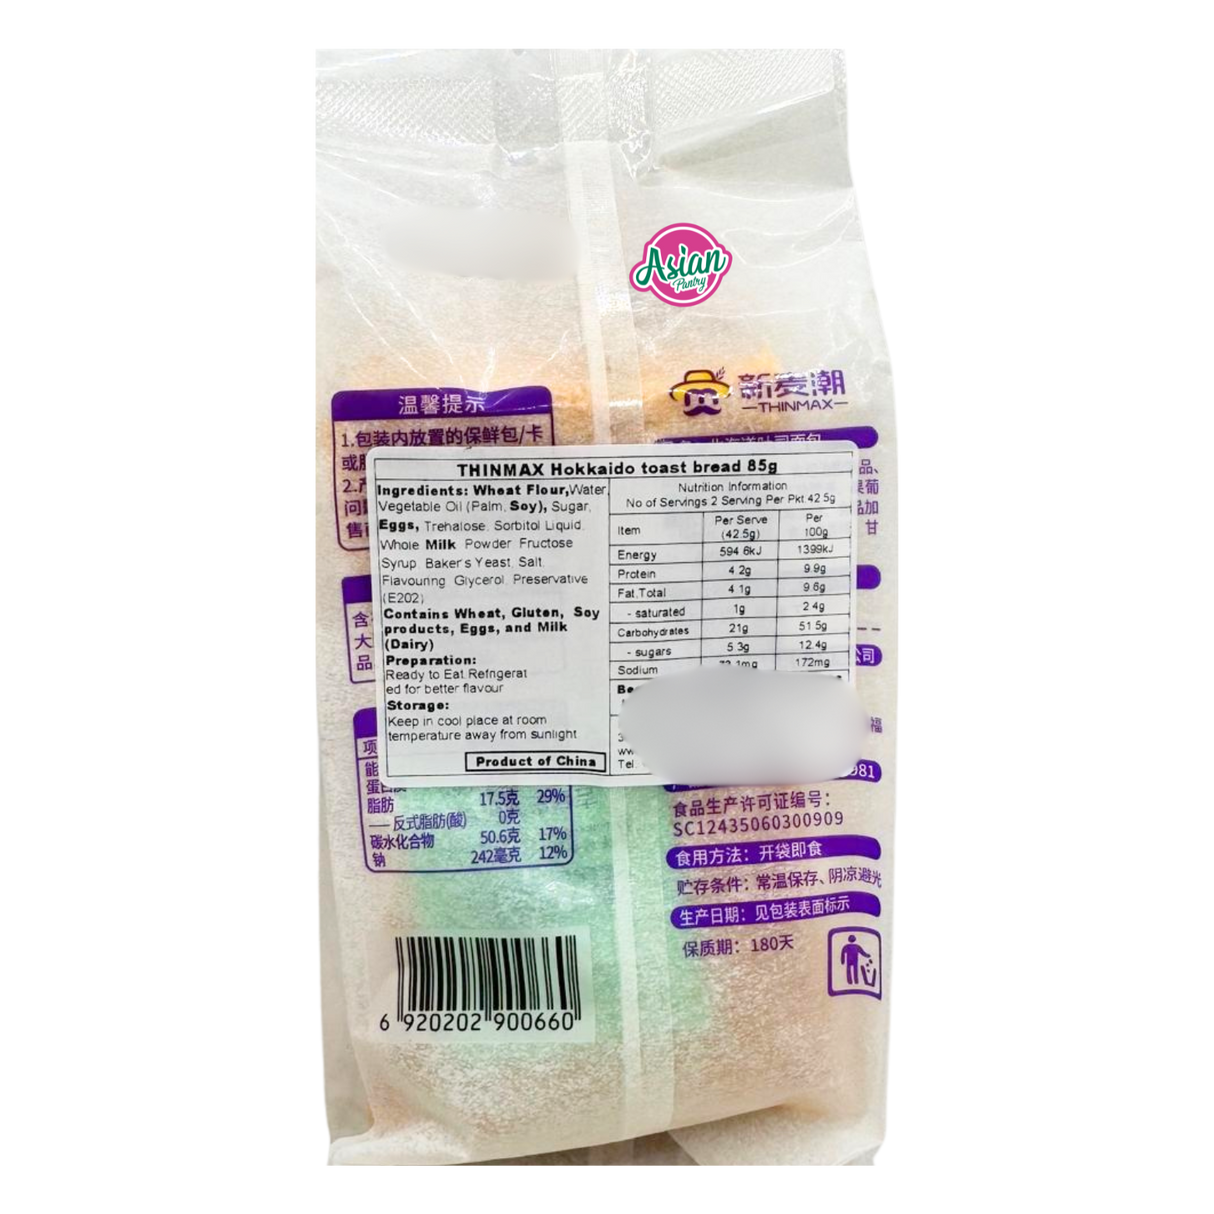 Asian
Pantry
新麦潮
THINMAX
温馨提示
1.包装内放置的保鲜包/卡
或
2.
问
售
品、
葡
加
甘
THINMAX Hokkaido toast bread 85g
Ingredients: Wheat Flour,Water,
Vegetable Oil (Palm, Soy), Sugar,
Eggs, Trehalose, Sorbitol Liquid,
Whole Milk Powder Fructose
Syrup, Baker's Yeast, Salt,
Flavouring Glycerol, Preservative
(E202)
Contains Wheat, Gluten, Soy
products, Eggs, and Milk
(Dairy)
Preparation:
Ready to Eat Refrigerat
ed for better flavour
Storage:
Keep in cool place at room
temperature away from sunlight
Product of China
Nutrition Information
No of Servings 2 Serving Per Pkt 42.5g
Item Per Serve (42.5g) Per 100g
Energy 594.6kJ 1399kJ
Protein 4.2g 9.9g
Fat,Total 4.1g 9.6g
- saturated 1g 2.4g
Carbohydrates 21g 51.5g
- sugars 5.3g 12.4g
Sodium 172mg
Be
Tel.
含
大
品
公司
福
981
项
能
脂肪 17.5克 29%
反式脂肪(酸) 0克
碳水化合物 50.6克 17%
钠 242毫克 12%
食品生产许可证编号：
SC12435060300909
食用方法：开袋即食
贮存条件：常温保存、阴凉避光
生产日期：见包装表面标示
保质期：180天
6 920202 900660